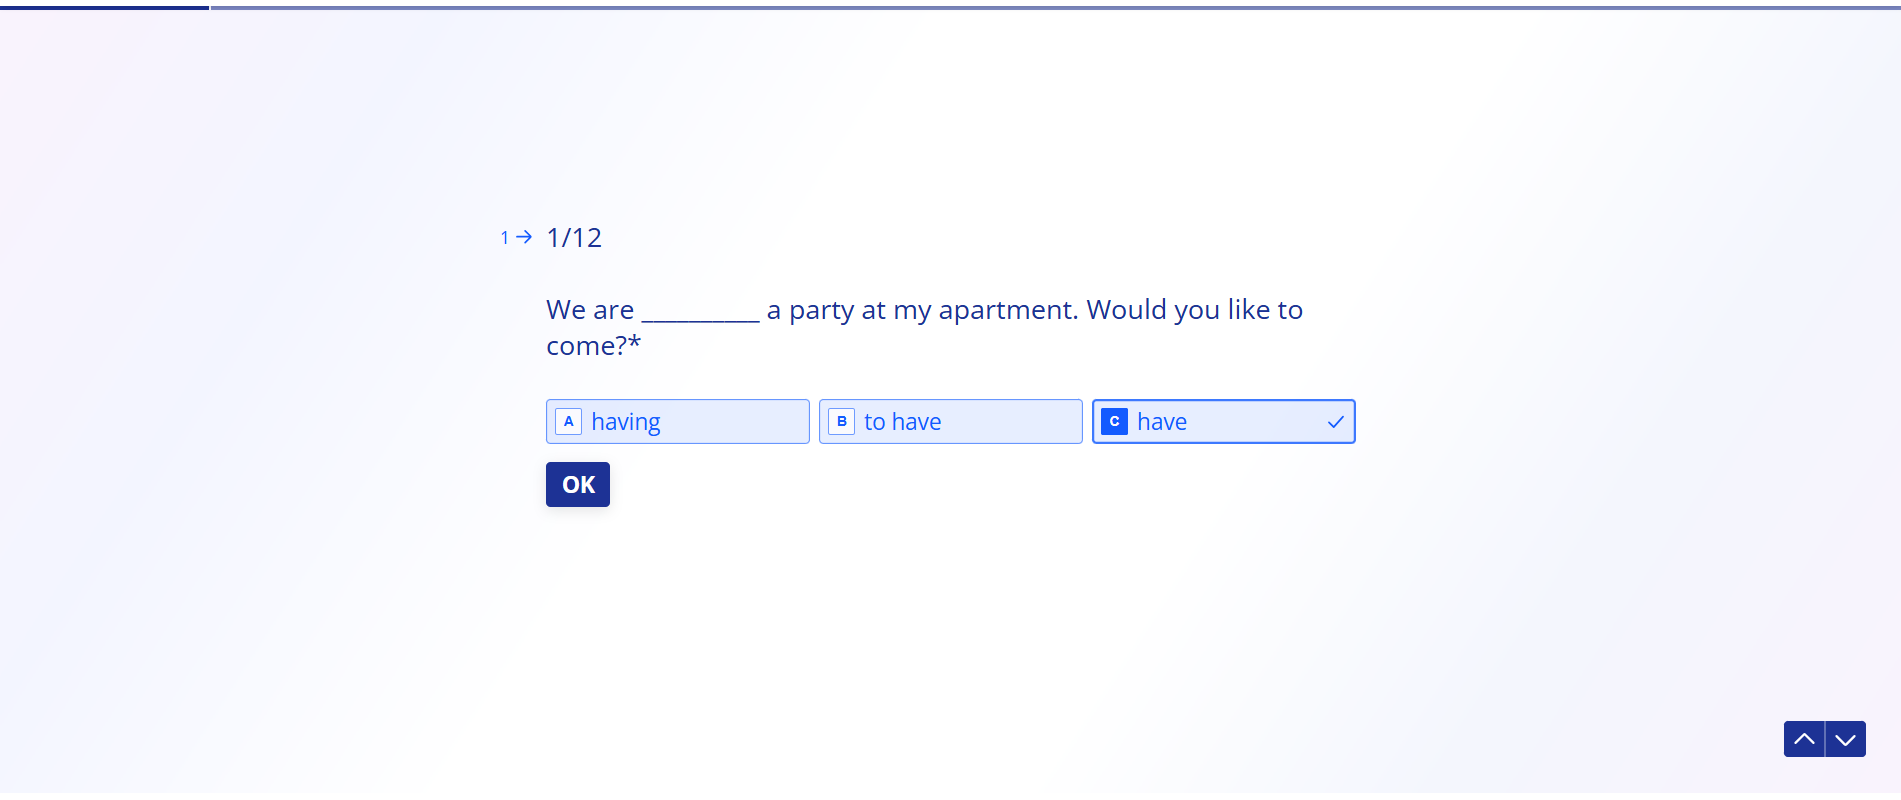 1 → 1/12
We are __________ a party at my apartment. Would you like to
come?*
A having B to have C have
OK